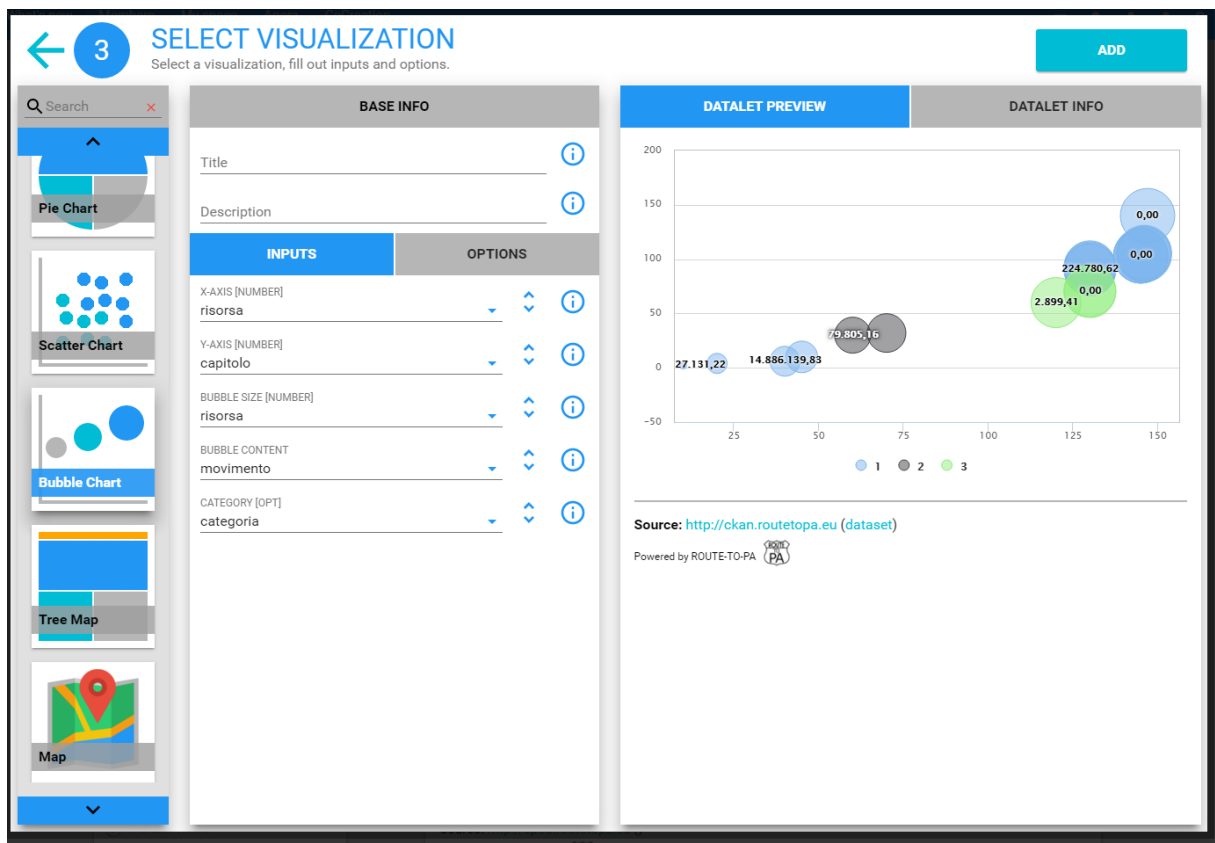 3
SELECT VISUALIZATION
Select a visualization, fill out inputs and options.
ADD
Search
Pie Chart
Scatter Chart
Bubble Chart
Tree Map
Map
BASE INFO
Title
Description
INPUTS OPTIONS
X-AXIS [NUMBER]
risorsa
Y-AXIS [NUMBER]
capitolo
BUBBLE SIZE [NUMBER]
risorsa
BUBBLE CONTENT
movimento
CATEGORY [OPT]
categoria
DATALET PREVIEW DATALET INFO
200
150
100
50
0
-50
0,00
0,00
224.780,62
0,00
2.899,41
79.805,16
14.886.139,83
27.131,22
25 50 75 100 125 150
1 2 3
Source: http://ckan.routetopa.eu (dataset)
Powered by ROUTE-TO-PA
ROUTE
PA